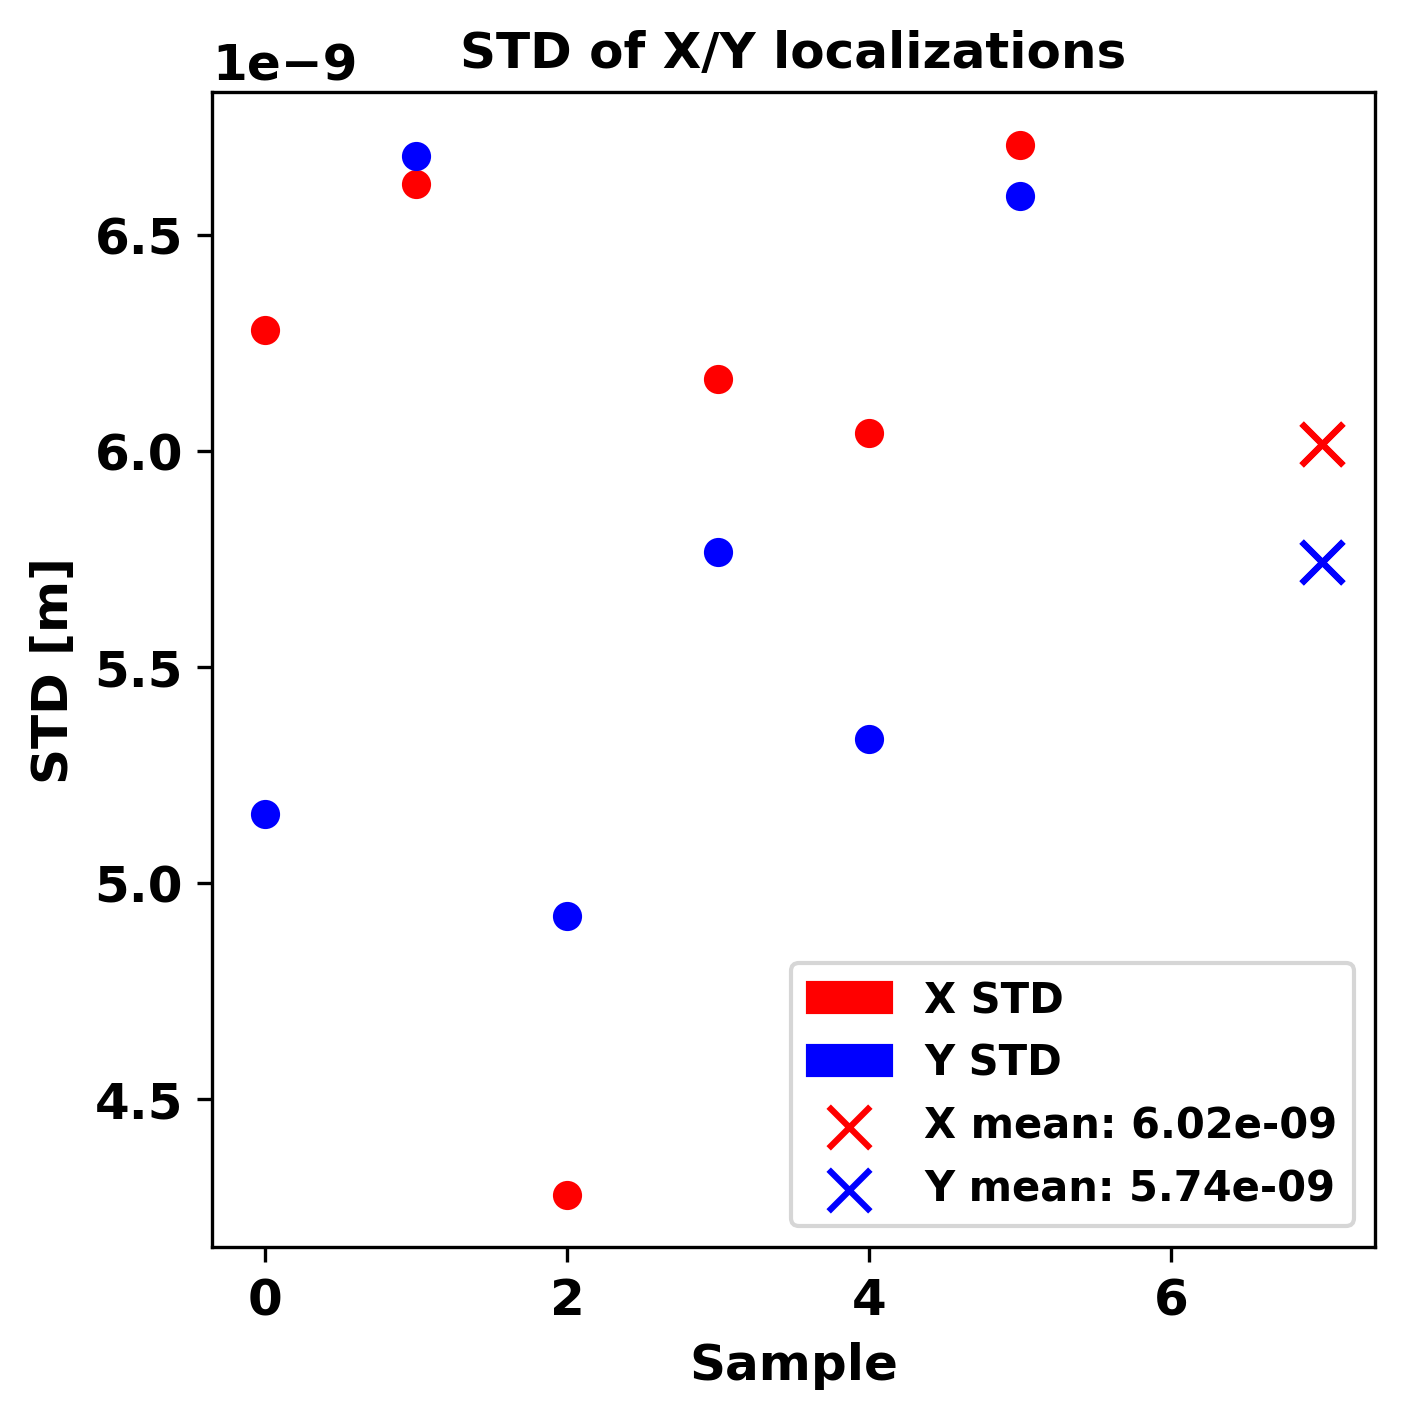 STD of X/Y localizations
1e−9
6.5
6.0
5.5
5.0
4.5
STD [m]
0 2 4 6
Sample
X STD
Y STD
X mean: 6.02e-09
Y mean: 5.74e-09